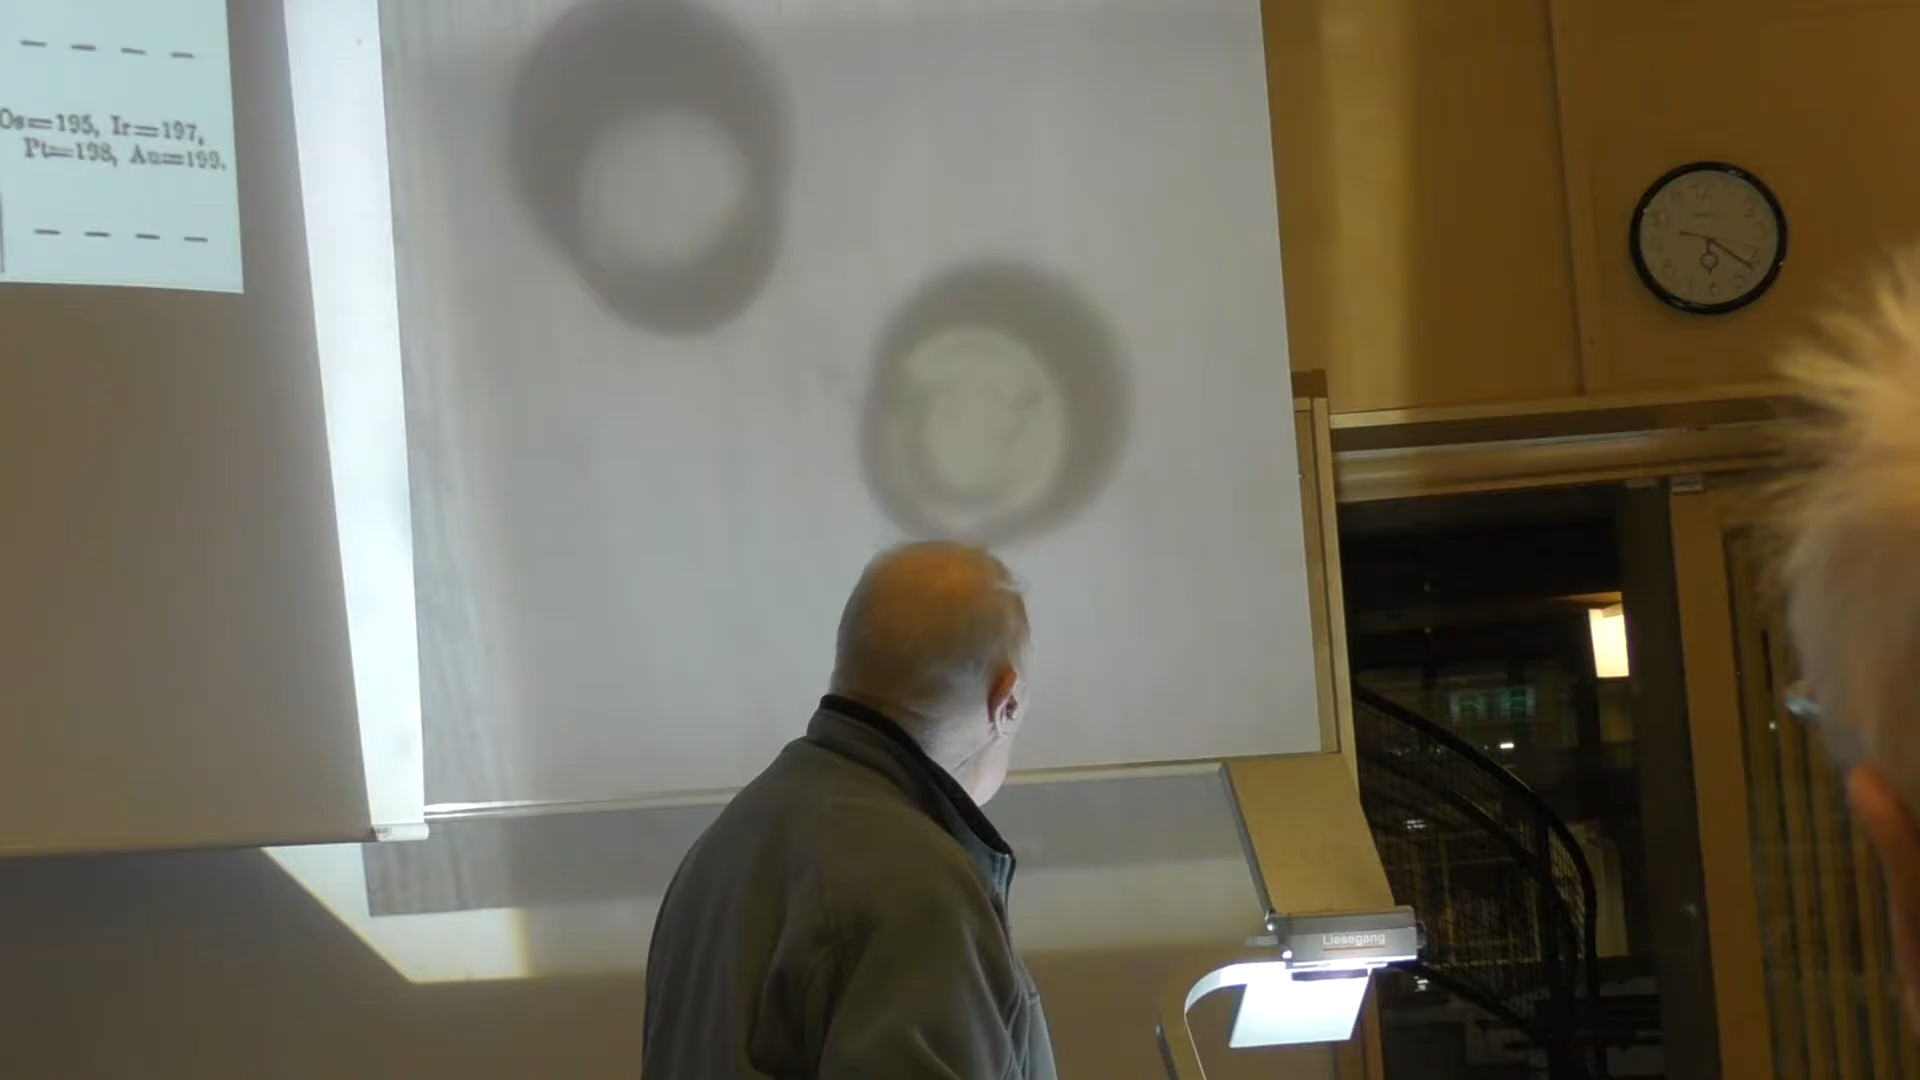 Os=195, Ir=197,
Pt=198, Au=199.
Liesegang